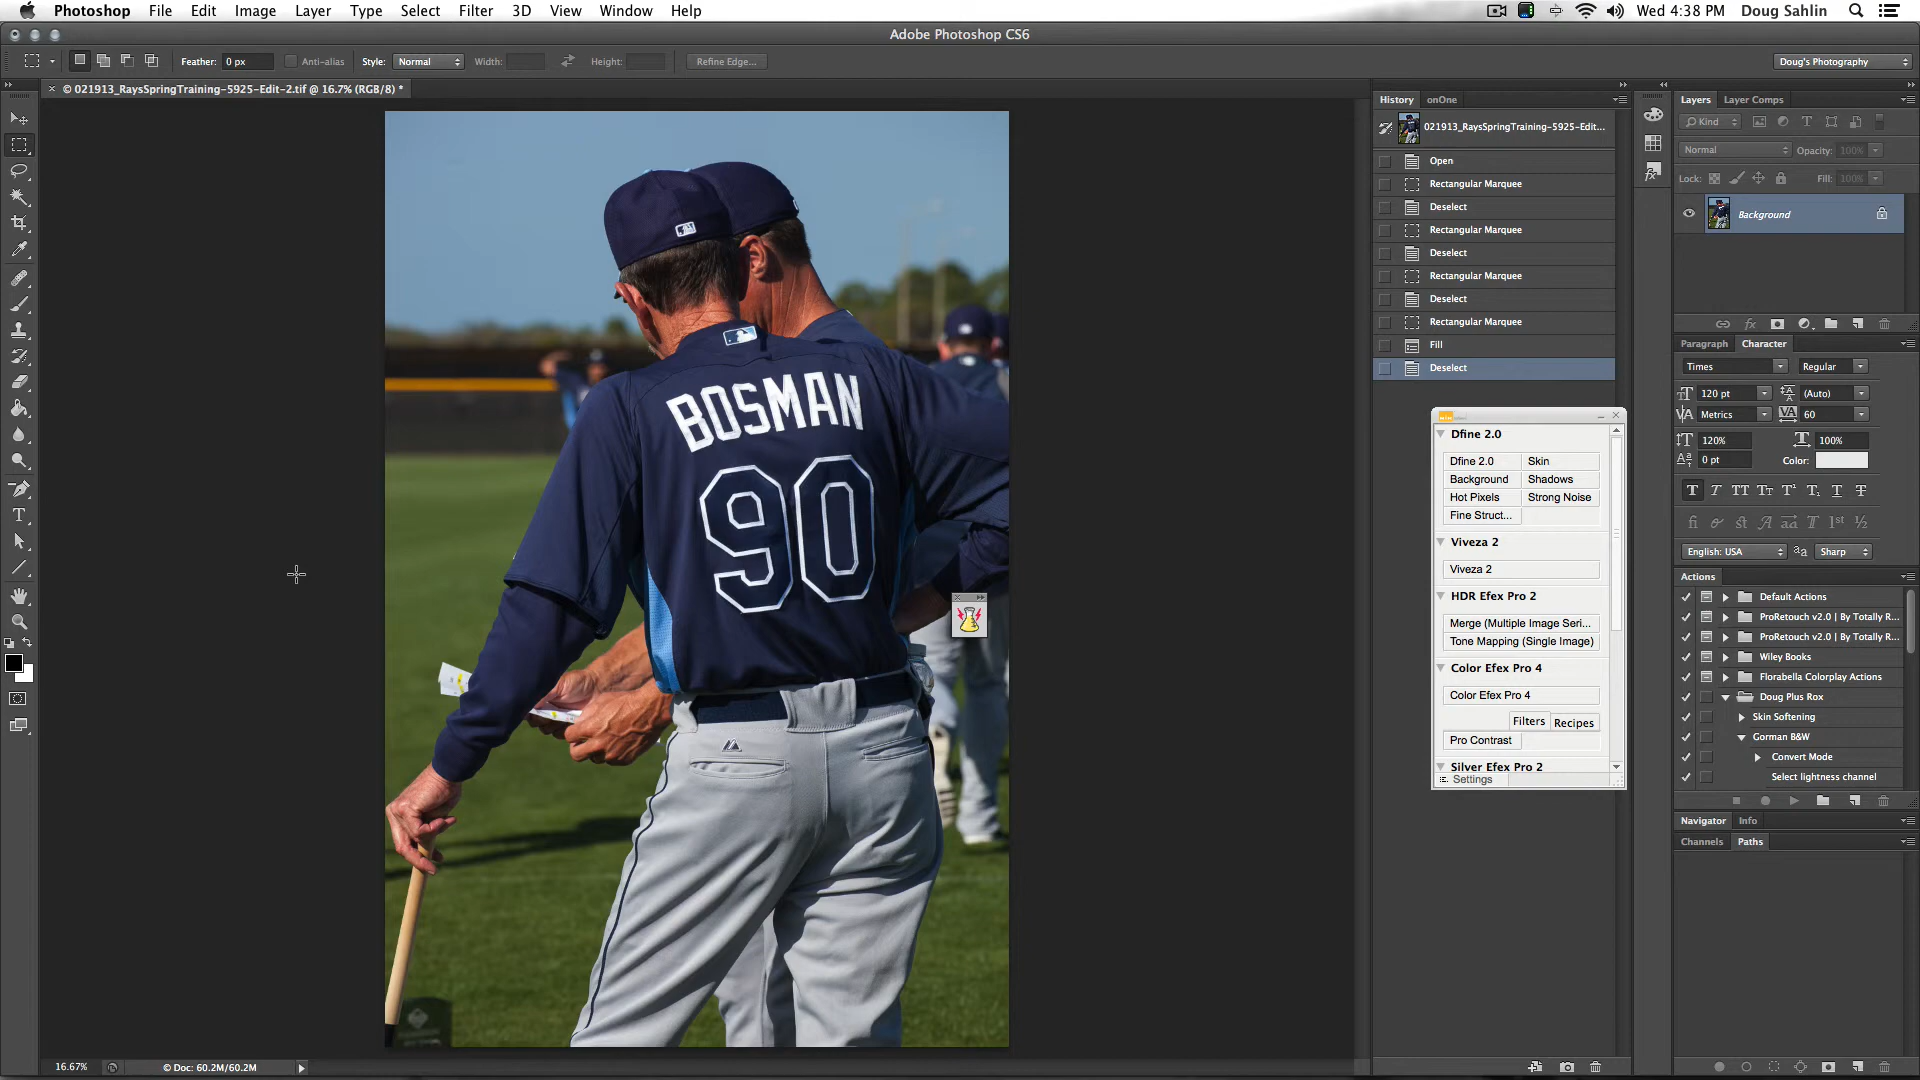 Photoshop File Edit Image Layer Type Select Filter 3D View Window Help Wed 4:38 PM Doug Sahlin
Adobe Photoshop CS6
Feather: 0 px Anti-alias Style: Normal Width: Height: Refine Edge... Doug's Photography
× © 021913_RaysSpringTraining-5925-Edit-2.tif @ 16.7% (RGB/8) *
BOSMAN
90
16.67% © Doc: 60.2M/60.2M
History onOne
021913_RaysSpringTraining-5925-Edit...
Open
Rectangular Marquee
Deselect
Rectangular Marquee
Deselect
Rectangular Marquee
Deselect
Rectangular Marquee
Fill
Deselect
Dfine 2.0
Dfine 2.0 Skin
Background Shadows
Hot Pixels Strong Noise
Fine Struct...
Viveza 2
Viveza 2
HDR Efex Pro 2
Merge (Multiple Image Seri...
Tone Mapping (Single Image)
Color Efex Pro 4
Color Efex Pro 4
Filters Recipes
Pro Contrast
Silver Efex Pro 2
Settings
Layers Layer Comps
Kind
Normal Opacity: 100%
Lock: Fill: 100%
Background
Paragraph Character
Times Regular
120 pt (Auto)
Metrics 60
120% 100%
0 pt Color:
English: USA Sharp
Actions
Default Actions
ProRetouch v2.0 | By Totally R...
ProRetouch v2.0 | By Totally R...
Wiley Books
Florabella Colorplay Actions
Doug Plus Rox
Skin Softening
Gorman B&W
Convert Mode
Select lightness channel
Navigator Info
Channels Paths